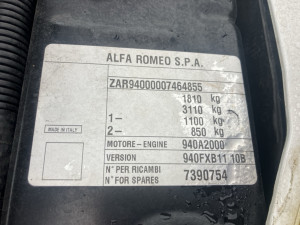 ALFA ROMEO S.P.A.
ZAR94000007464855
1810 kg
3110 kg
1- 1100 kg
2- 850 kg
MADE IN ITALY
MOTORE-ENGINE 940A2000
VERSION 940FXB11 10B
N° PER RICAMBI
N° FOR SPARES 7390754